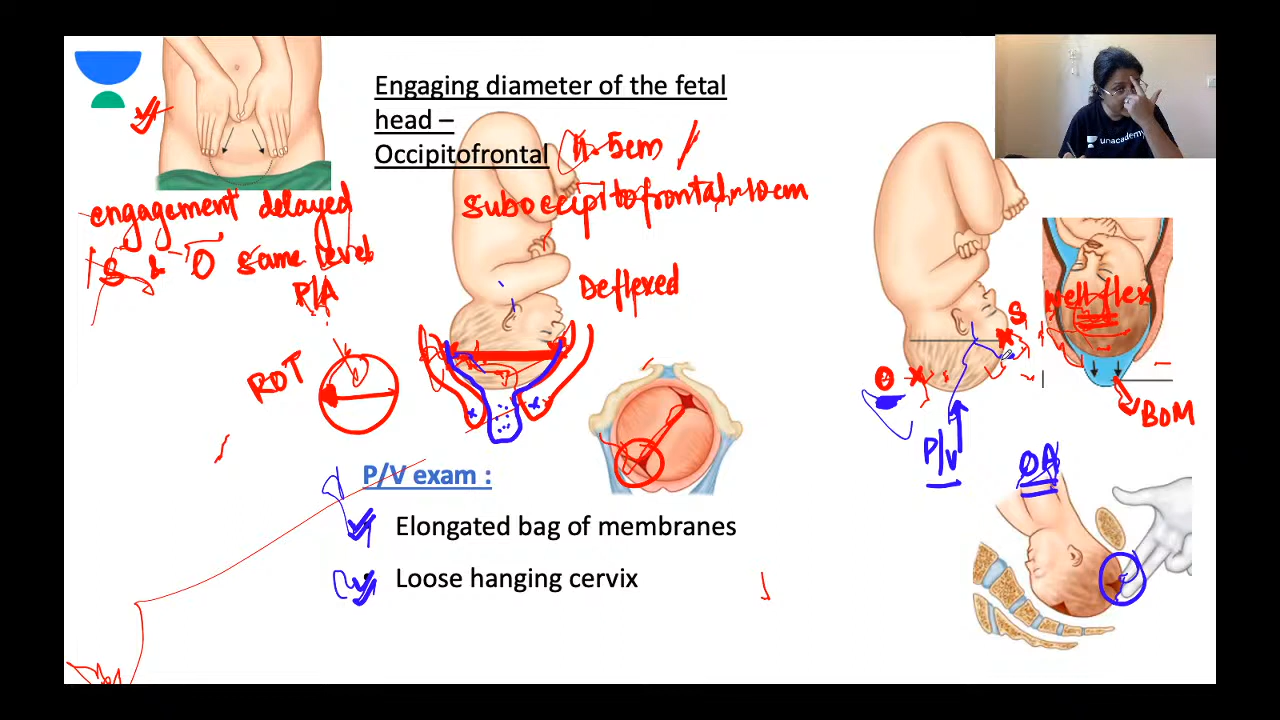 Engaging diameter of the fetal
head –
Occipitofrontal
11.5cm
suboccipitofrontal 10cm
engagement delayed
S & O same level
P/A
Deflexed
ROT
well flex
S
O
BOM
P/V
OA
P/V exam :
Elongated bag of membranes
Loose hanging cervix
unacademy